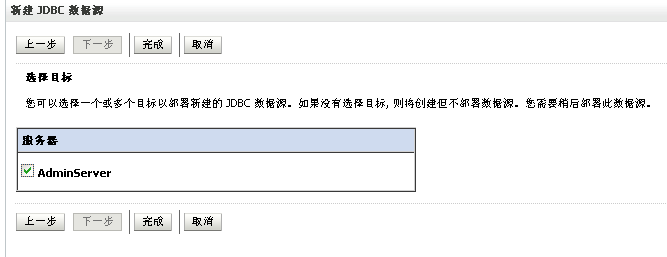 新建 JDBC 数据源
上一步 下一步 完成 取消
选择目标
您可以选择一个或多个目标以部署新建的 JDBC 数据源。如果没有选择目标, 则将创建但不部署数据源。您需要稍后部署此数据源。
服务器
AdminServer
上一步 下一步 完成 取消